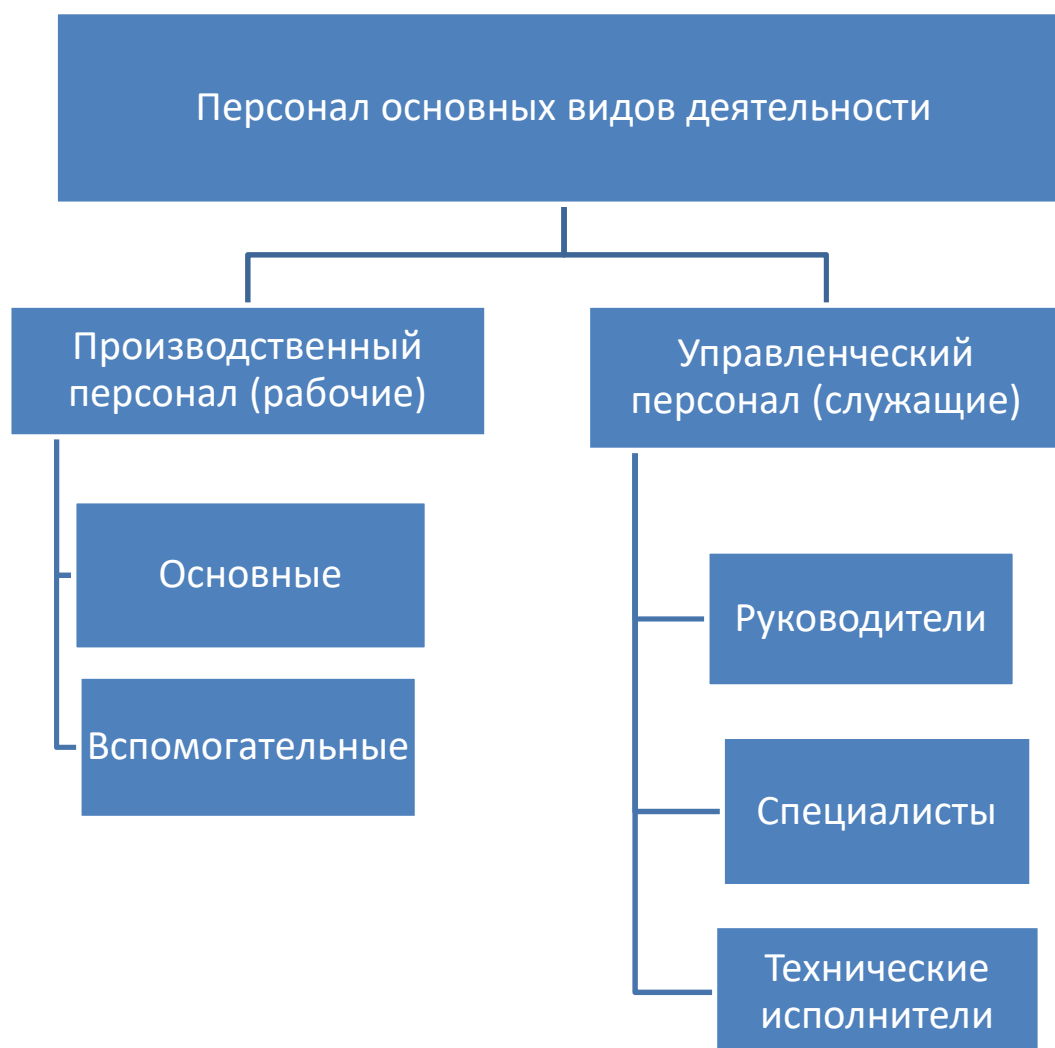 Персонал основных видов деятельности
Производственный
персонал (рабочие)
Основные
Вспомогательные
Управленческий
персонал (служащие)
Руководители
Специалисты
Технические
исполнители